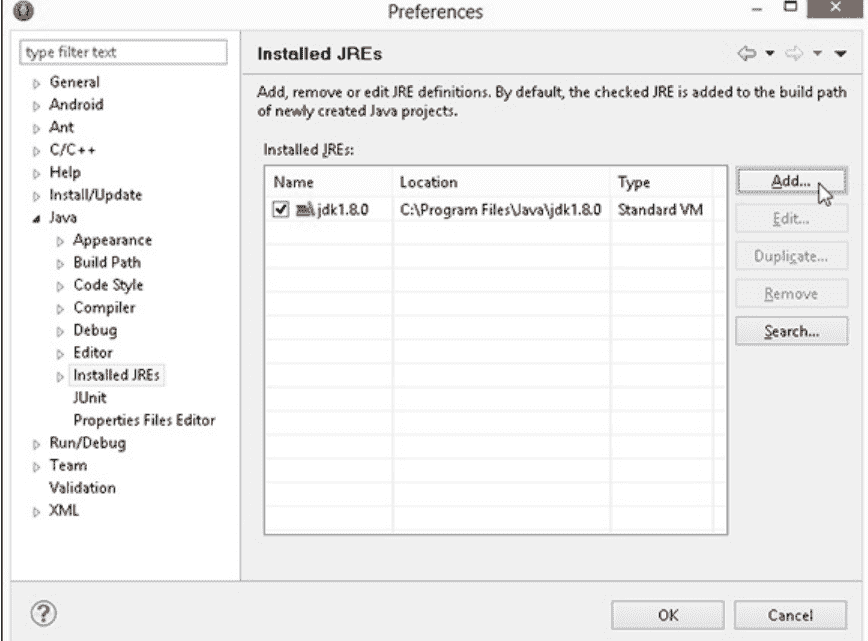 Preferences
type filter text
General
Android
Ant
C/C++
Help
Install/Update
Java
Appearance
Build Path
Code Style
Compiler
Debug
Editor
Installed JREs
JUnit
Properties Files Editor
Run/Debug
Team
Validation
XML
Installed JREs
Add, remove or edit JRE definitions. By default, the checked JRE is added to the build path
of newly created Java projects.
Installed JREs:
Name Location Type
jdk1.8.0 C:\Program Files\Java\jdk1.8.0 Standard VM
Add...
Edit...
Duplicate...
Remove
Search...
?
OK Cancel